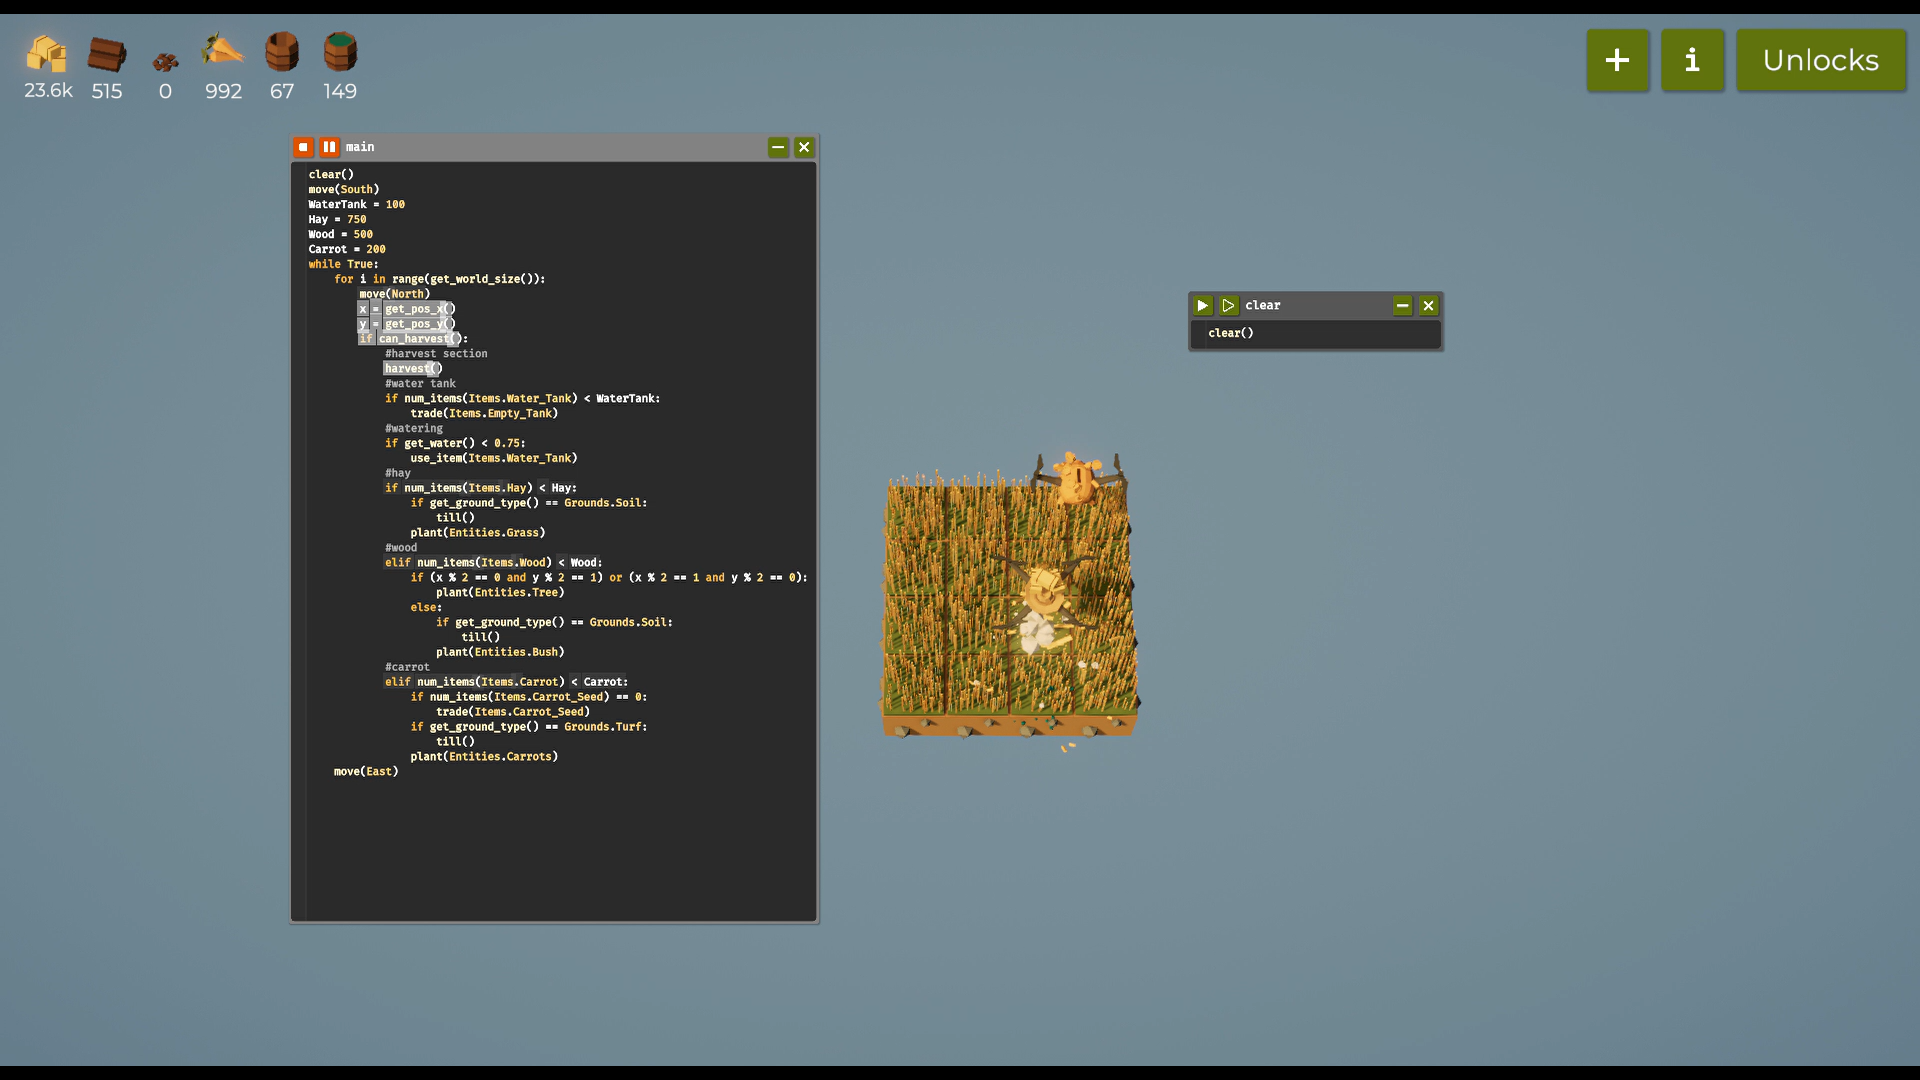 23.6k 515 0 992 67 149
+ i Unlocks
main
clear()
move(South)
WaterTank = 100
Hay = 750
Wood = 500
Carrot = 200
while True:
for i in range(get_world_size()):
move(North)
x = get_pos_x()
y = get_pos_y()
if can_harvest():
#harvest section
harvest()
#water tank
if num_items(Items.Water_Tank) < WaterTank:
trade(Items.Empty_Tank)
#watering
if get_water() < 0.75:
use_item(Items.Water_Tank)
#hay
if num_items(Items.Hay) < Hay:
if get_ground_type() == Grounds.Soil:
till()
plant(Entities.Grass)
#wood
elif num_items(Items.Wood) < Wood:
if (x % 2 == 0 and y % 2 == 1) or (x % 2 == 1 and y % 2 == 0):
plant(Entities.Tree)
else:
if get_ground_type() == Grounds.Soil:
till()
plant(Entities.Bush)
#carrot
elif num_items(Items.Carrot) < Carrot:
if num_items(Items.Carrot_Seed) == 0:
trade(Items.Carrot_Seed)
if get_ground_type() == Grounds.Turf:
till()
plant(Entities.Carrots)
move(East)
clear
clear()